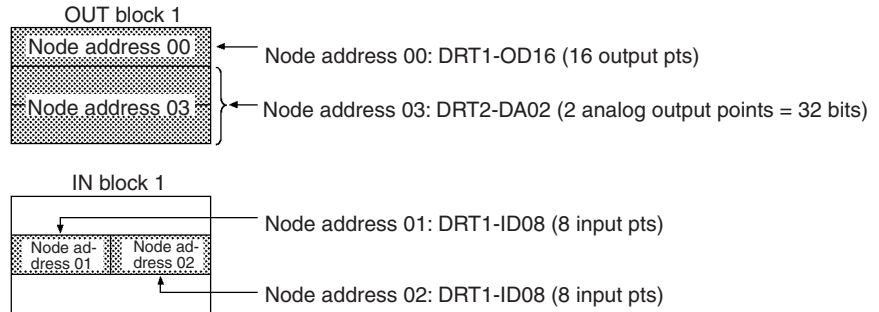 OUT block 1
Node address 00
Node address 00: DRT1-OD16 (16 output pts)
Node address 03
Node address 03: DRT2-DA02 (2 analog output points = 32 bits)
IN block 1
Node address 01: DRT1-ID08 (8 input pts)
Node ad-
dress 01
Node ad-
dress 02
Node address 02: DRT1-ID08 (8 input pts)